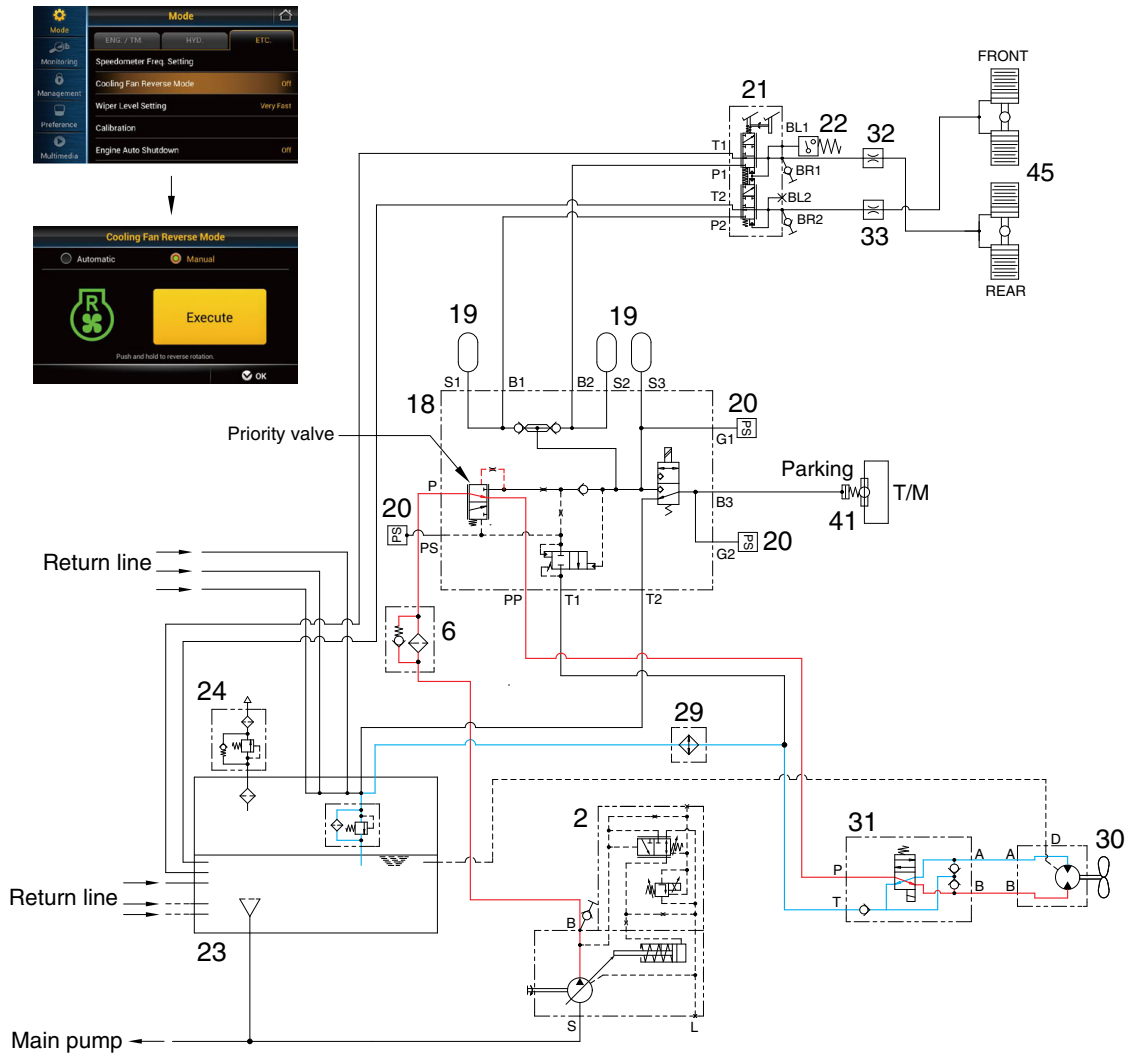 Mode
Mode
Monitoring
Management
Preference
Multimedia
ENG. / TM.
HYD.
ETC.
Speedometer Freq. Setting
Cooling Fan Reverse Mode
Off
Wiper Level Setting
Very Fast
Calibration
Engine Auto Shutdown
Off
Cooling Fan Reverse Mode
Automatic
Manual
R
Execute
Push and hold to reverse rotation.
OK
FRONT
21
BL1
22
32
T1
P1
BR1
45
T2
BL2
P2
BR2
33
REAR
19
19
S1
B1
B2
S2
S3
18
20
PS
G1
Priority valve
P
Parking
T/M
B3
41
20
PS
PS
G2
PS
20
Return line
PP
T1
T2
6
24
29
2
31
30
D
P
A
A
B
B
T
B
Return line
23
S
L
Main pump